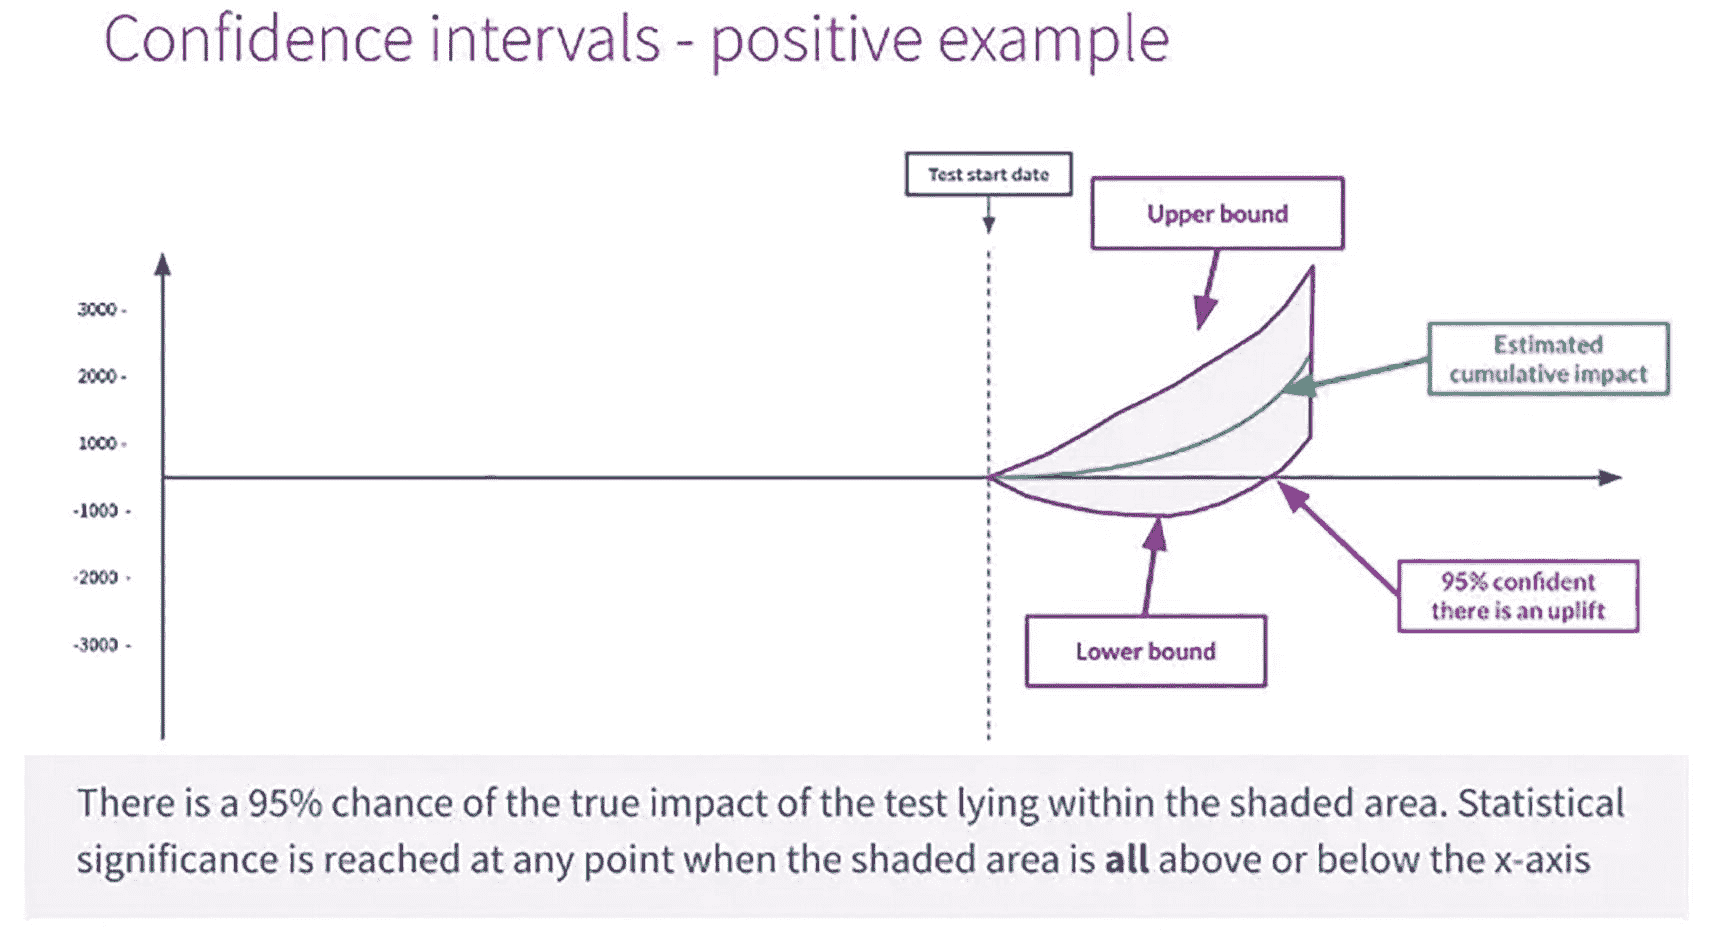 Confidence intervals - positive example
Test start date
Upper bound
3000 -
2000 -
1000 -
-1000 -
-2000 -
-3000 -
Estimated
cumulative impact
95% confident
there is an uplift
Lower bound
There is a 95% chance of the true impact of the test lying within the shaded area. Statistical
significance is reached at any point when the shaded area is all above or below the x-axis